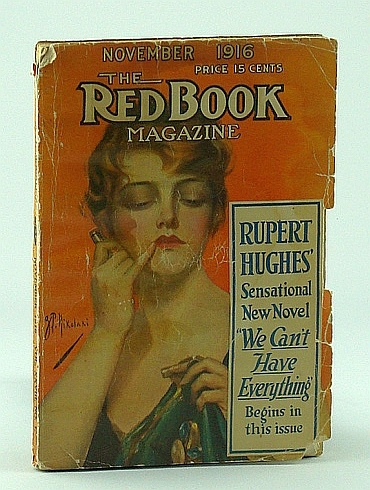 NOVEMBER 1916
PRICE 15 CENTS
THE
RED BOOK
MAGAZINE
RUPERT
HUGHES'
Sensational
New Novel
"We Can't
Have
Everything"
Begins in
this issue